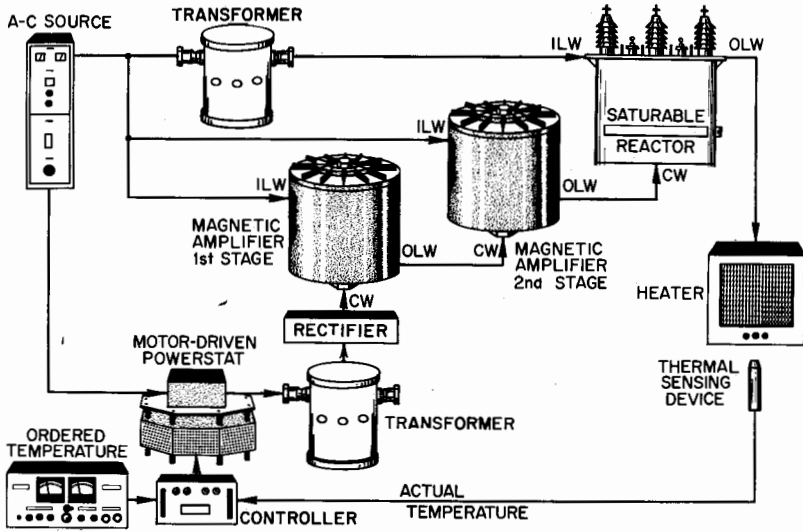 TRANSFORMER
A-C SOURCE
ILW
OLW
SATURABLE
REACTOR
CW
ILW
ILW
OLW
MAGNETIC
AMPLIFIER
1st STAGE
OLW
CW
MAGNETIC
AMPLIFIER
2nd STAGE
HEATER
CW
RECTIFIER
MOTOR-DRIVEN
POWERSTAT
THERMAL
SENSING
DEVICE
TRANSFORMER
ORDERED
TEMPERATURE
ACTUAL
TEMPERATURE
CONTROLLER